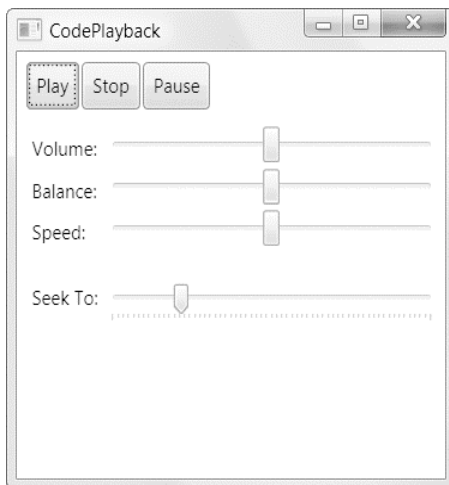 CodePlayback
Play Stop Pause
Volume:
Balance:
Speed:
Seek To: